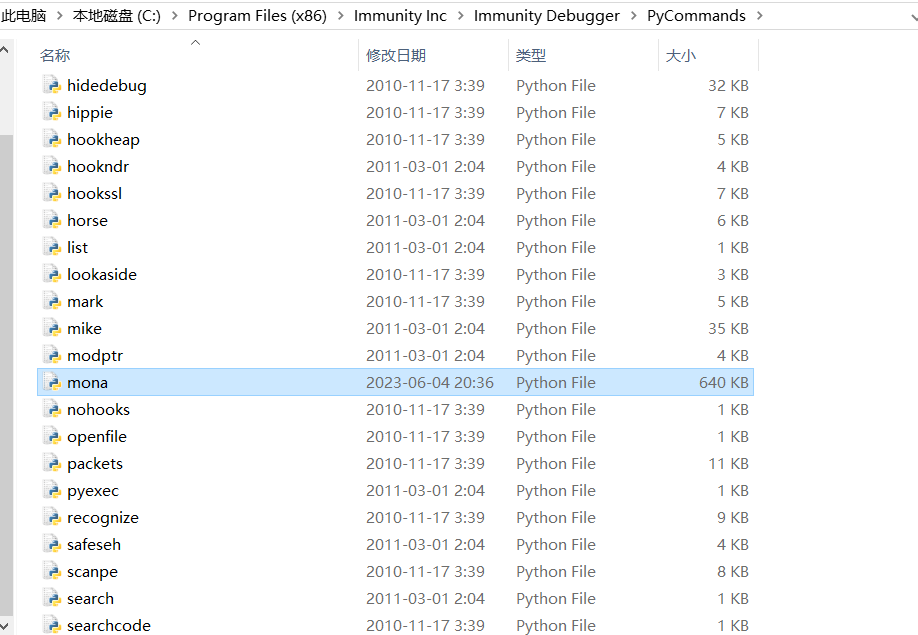 此电脑 > 本地磁盘 (C:) > Program Files (x86) > Immunity Inc > Immunity Debugger > PyCommands >
名称 修改日期 类型 大小
hidedebug 2010-11-17 3:39 Python File 32 KB
hippie 2010-11-17 3:39 Python File 7 KB
hookheap 2010-11-17 3:39 Python File 5 KB
hookndr 2011-03-01 2:04 Python File 4 KB
hookssl 2010-11-17 3:39 Python File 7 KB
horse 2011-03-01 2:04 Python File 6 KB
list 2011-03-01 2:04 Python File 1 KB
lookaside 2010-11-17 3:39 Python File 3 KB
mark 2010-11-17 3:39 Python File 5 KB
mike 2011-03-01 2:04 Python File 35 KB
modptr 2011-03-01 2:04 Python File 4 KB
mona 2023-06-04 20:36 Python File 640 KB
nohooks 2010-11-17 3:39 Python File 1 KB
openfile 2010-11-17 3:39 Python File 1 KB
packets 2010-11-17 3:39 Python File 11 KB
pyexec 2011-03-01 2:04 Python File 1 KB
recognize 2010-11-17 3:39 Python File 9 KB
safeseh 2011-03-01 2:04 Python File 4 KB
scanpe 2010-11-17 3:39 Python File 8 KB
search 2011-03-01 2:04 Python File 1 KB
searchcode 2010-11-17 3:39 Python File 1 KB